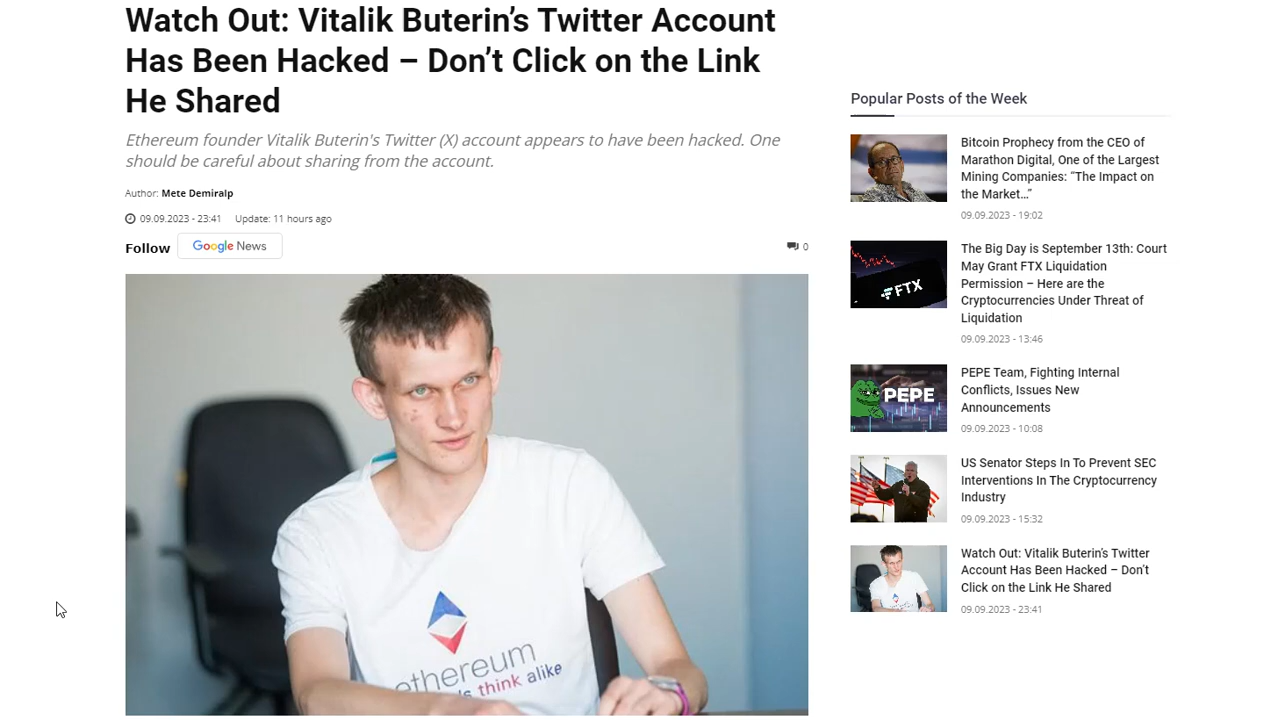 Watch Out: Vitalik Buterin’s Twitter Account
Has Been Hacked – Don’t Click on the Link
He Shared
Ethereum founder Vitalik Buterin's Twitter (X) account appears to have been hacked. One
should be careful about sharing from the account.
Author: Mete Demiralp
09.09.2023 - 23:41 Update: 11 hours ago
Follow Google News
0
ethereum
's think alike
Popular Posts of the Week
Bitcoin Prophecy from the CEO of
Marathon Digital, One of the Largest
Mining Companies: “The Impact on
the Market…”
09.09.2023 - 19:02
FTX
The Big Day is September 13th: Court
May Grant FTX Liquidation
Permission – Here are the
Cryptocurrencies Under Threat of
Liquidation
09.09.2023 - 13:46
PEPE
PEPE Team, Fighting Internal
Conflicts, Issues New
Announcements
09.09.2023 - 10:08
US Senator Steps In To Prevent SEC
Interventions In The Cryptocurrency
Industry
09.09.2023 - 15:32
Watch Out: Vitalik Buterin’s Twitter
Account Has Been Hacked – Don’t
Click on the Link He Shared
09.09.2023 - 23:41